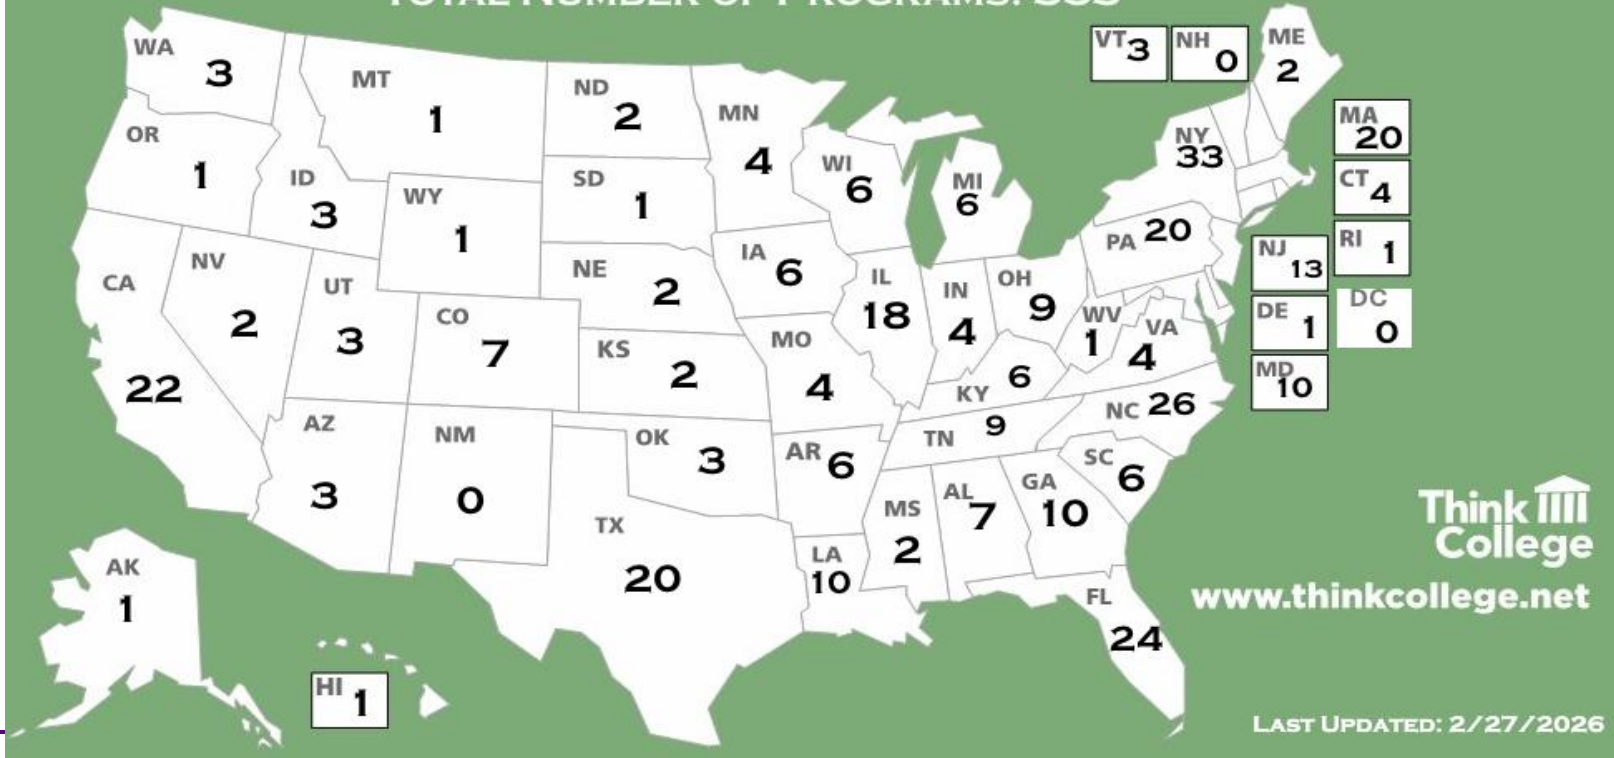 TOTAL NUMBER OF PROGRAMS:
WA
3
OR
1
CA
22
NV
2
ID
3
MT
1
WY
1
UT
3
AZ
3
CO
7
NM
0
ND
2
SD
1
NE
2
KS
2
OK
3
TX
20
MN
4
IA
6
MO
4
AR
6
LA
10
WI
6
IL
18
MI
6
IN
4
OH
9
KY
6
TN
9
MS
2
AL
7
GA
10
FL
24
SC
6
NC 26
VA
4
WV
1
PA 20
NY
33
VT 3
NH
0
ME
2
MA
20
CT
4
RI
1
NJ
13
DE
1
DC
0
MD
10
AK
1
HI
1
Think
College
www.thinkcollege.net
LAST UPDATED: 2/27/2026